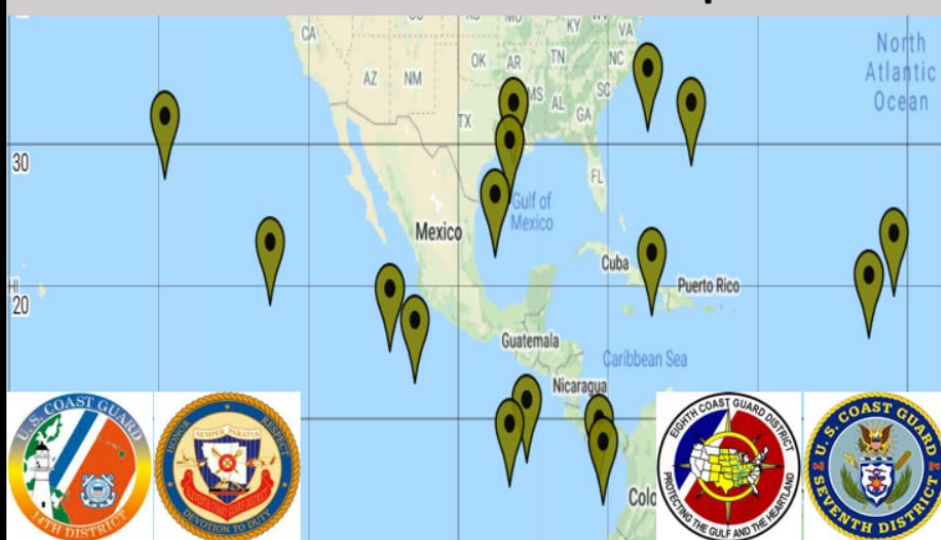 CA
AZ
NM
OK
AR
TN
KY
VA
NC
MS
AL
GA
SC
TX
FL
North
Atlantic
Ocean
30
Gulf of
Mexico
Mexico
Cuba
Puerto Rico
HI
20
Guatemala
Caribbean Sea
Nicaragua
Colo
U.S. COAST GUARD
14TH DISTRICT
HONOR
RESPECT
SEMPER PARATUS
DEVOTION TO DUTY
EIGHTH COAST GUARD DISTRICT
PROTECTING THE GULF AND THE HEARTLAND
U. S. COAST GUARD
SEVENTH DISTRICT